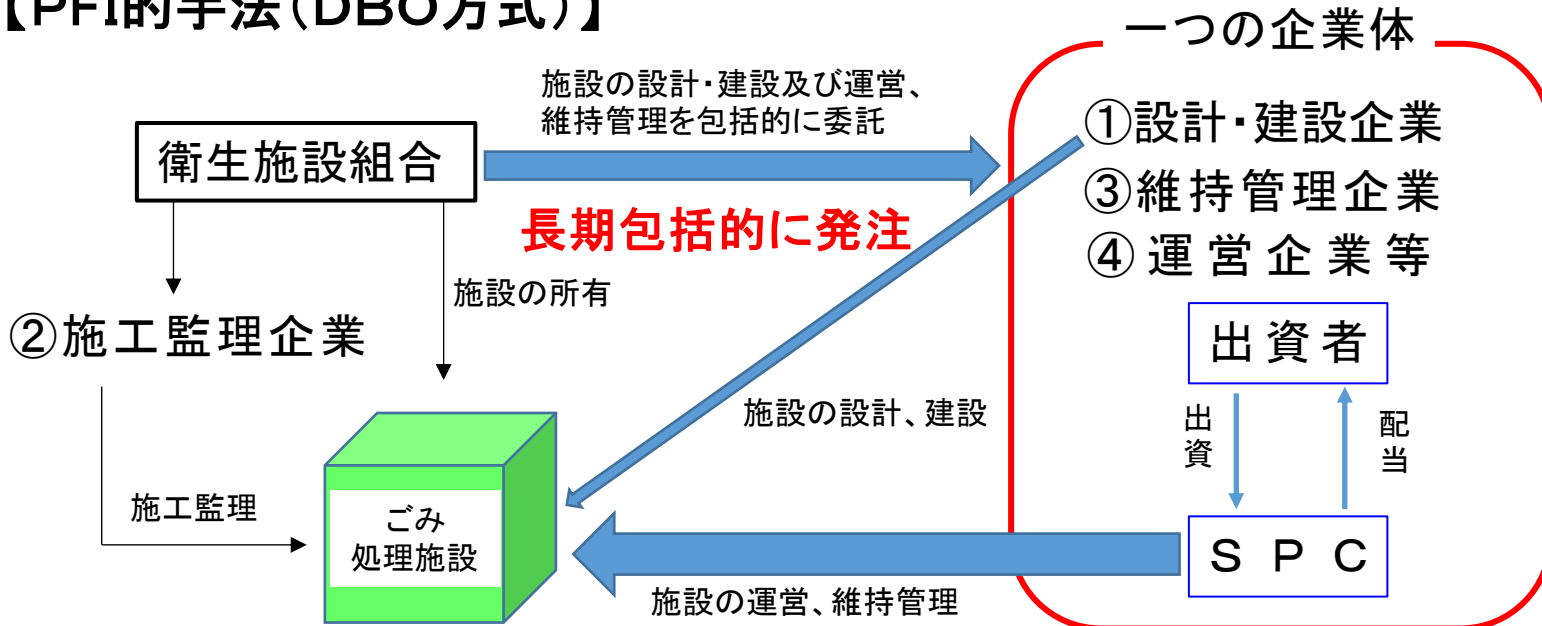 【PFI的手法(DBO方式)】
一つの企業体
施設の設計・建設及び運営、
維持管理を包括的に委託
衛生施設組合
長期包括的に発注
①設計・建設企業
③維持管理企業
④運営企業等
施設の所有
②施工監理企業
出資者
施設の設計、建設
出資
配当
施工監理
ごみ
処理施設
SPC
施設の運営、維持管理